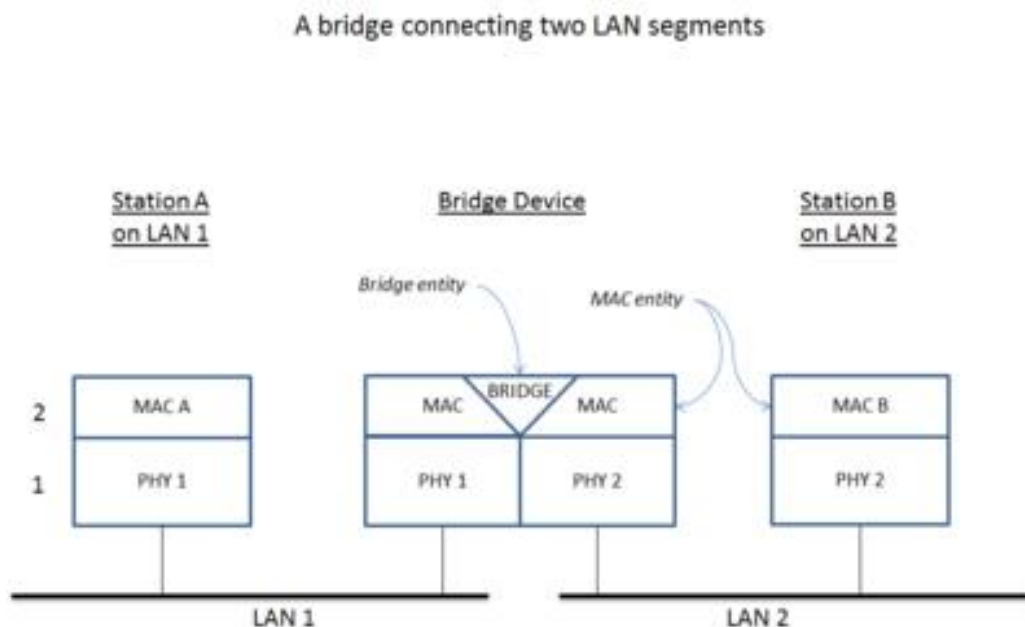 A bridge connecting two LAN segments
Station A
on LAN 1
Bridge Device
Station B
on LAN 2
Bridge entity
MAC entity
2
MAC A
MAC
BRIDGE
MAC
MAC B
1
PHY 1
PHY 1
PHY 2
PHY 2
LAN 1
LAN 2